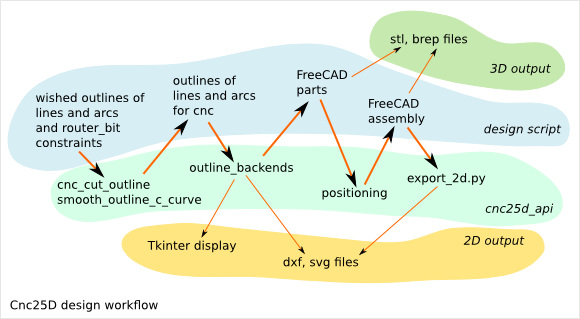 stl, brep files
3D output
wished outlines of
lines and arcs
and router_bit
constraints
outlines of
lines and arcs
for cnc
FreeCAD
parts
FreeCAD
assembly
design script
cnc_cut_outline
smooth_outline_c_curve
outline_backends
positioning
export_2d.py
cnc25d_api
Tkinter display
dxf, svg files
2D output
Cnc25D design workflow